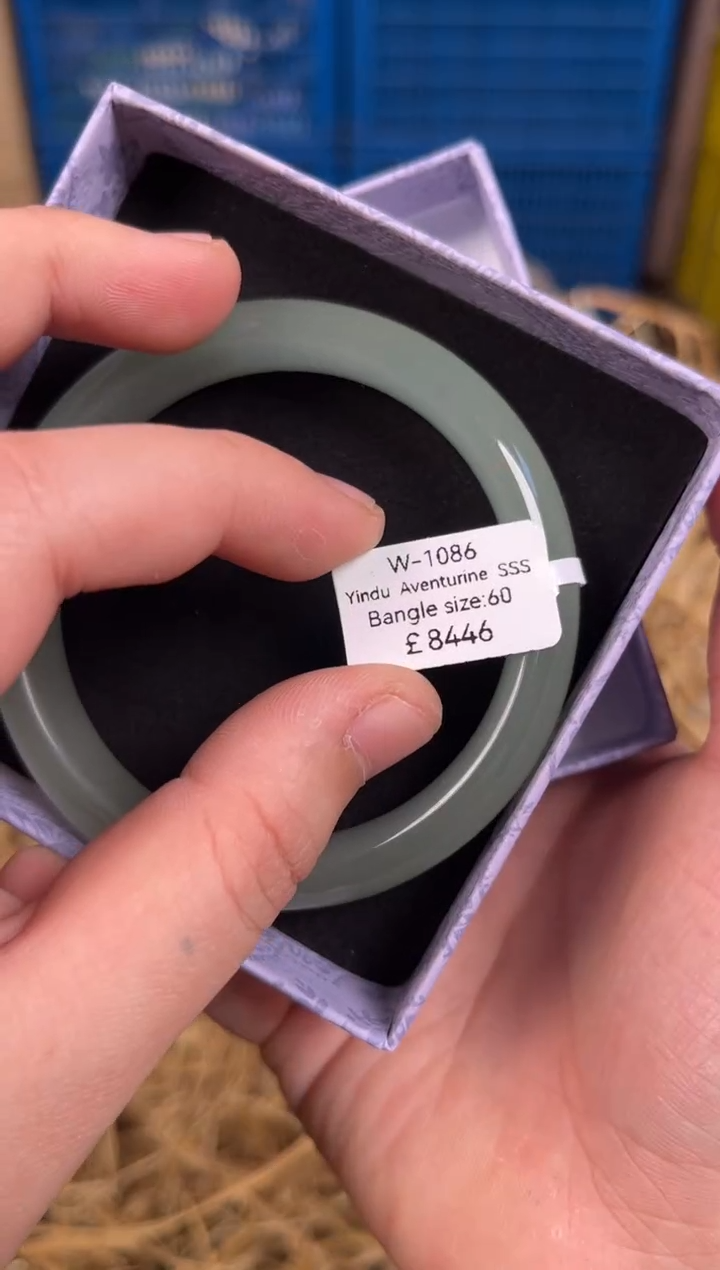 W-1086
Yindu Aventurine SSS
Bangle size:60
£8446